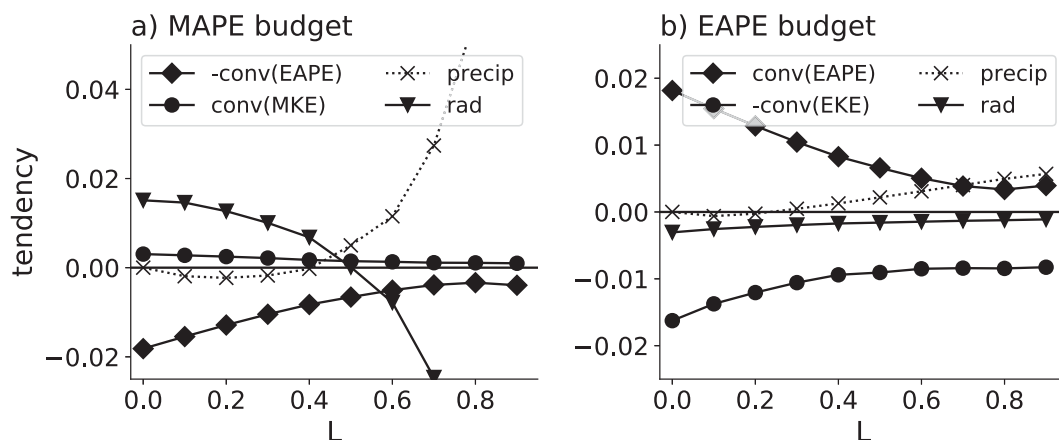 a) MAPE budget
-conv(EAPE)
precip
conv(MKE)
rad
0.04
0.02
0.00
−0.02
tendency
0.0 0.2 0.4 0.6 0.8
L
b) EAPE budget
conv(EAPE)
precip
-conv(EKE)
rad
0.02
0.01
0.00
−0.01
−0.02
0.0 0.2 0.4 0.6 0.8
L